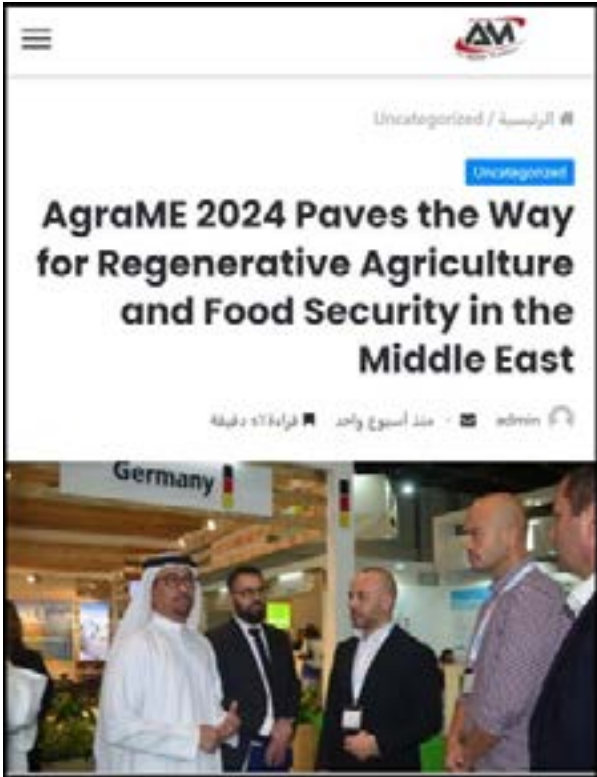 AM
الرئيسية / Uncategorized
Uncategorized
AgraME 2024 Paves the Way
for Regenerative Agriculture
and Food Security in the
Middle East
admin منذ أسبوع واحد دقيقة
Germany